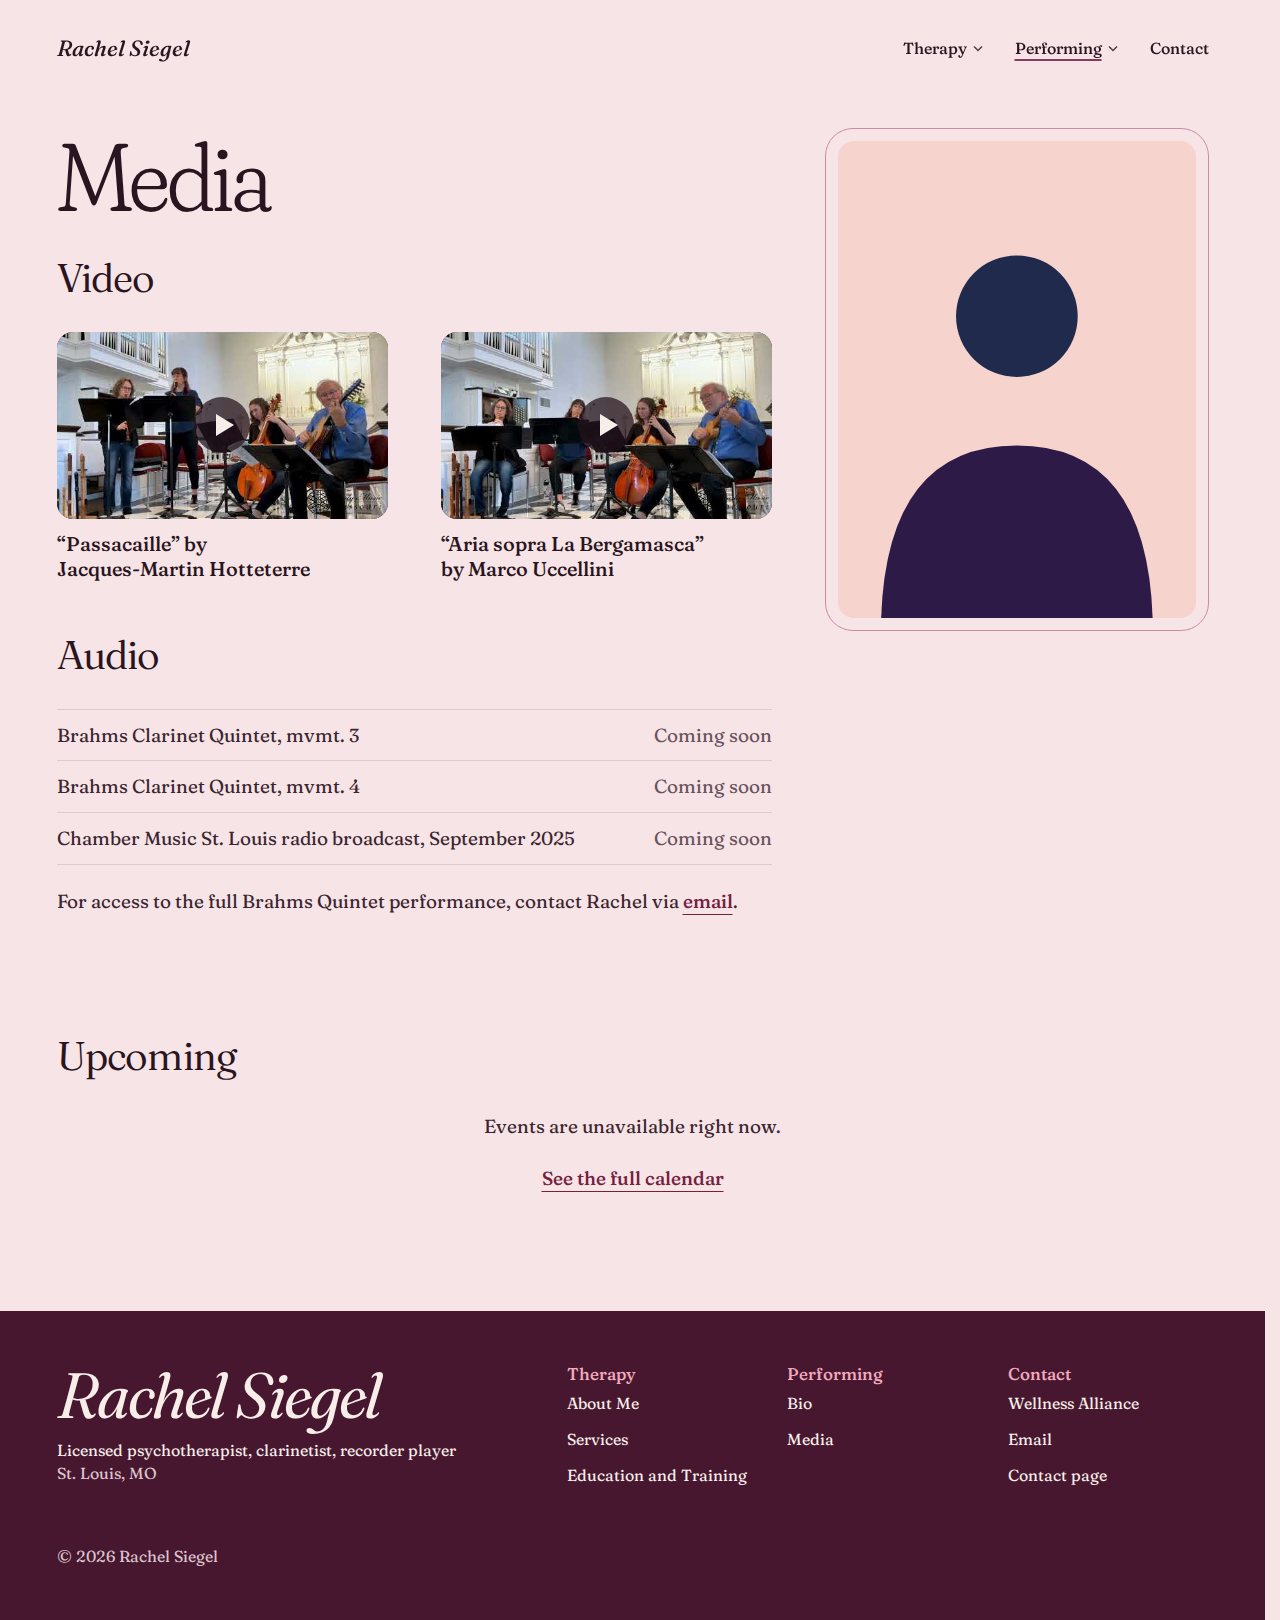 Rachel Siegel
Therapy
Performing
Contact
Media
Video
“Passacaille” by
Jacques-Martin Hotteterre
“Aria sopra La Bergamasca”
by Marco Uccellini
Audio
Brahms Clarinet Quintet, mvmt. 3 Coming soon
Brahms Clarinet Quintet, mvmt. 4 Coming soon
Chamber Music St. Louis radio broadcast, September 2025 Coming soon
For access to the full Brahms Quintet performance, contact Rachel via email.
Upcoming
Events are unavailable right now.
See the full calendar
Rachel Siegel
Licensed psychotherapist, clarinetist, recorder player
St. Louis, MO
Therapy
About Me
Services
Education and Training
Performing
Bio
Media
Contact
Wellness Alliance
Email
Contact page
© 2026 Rachel Siegel